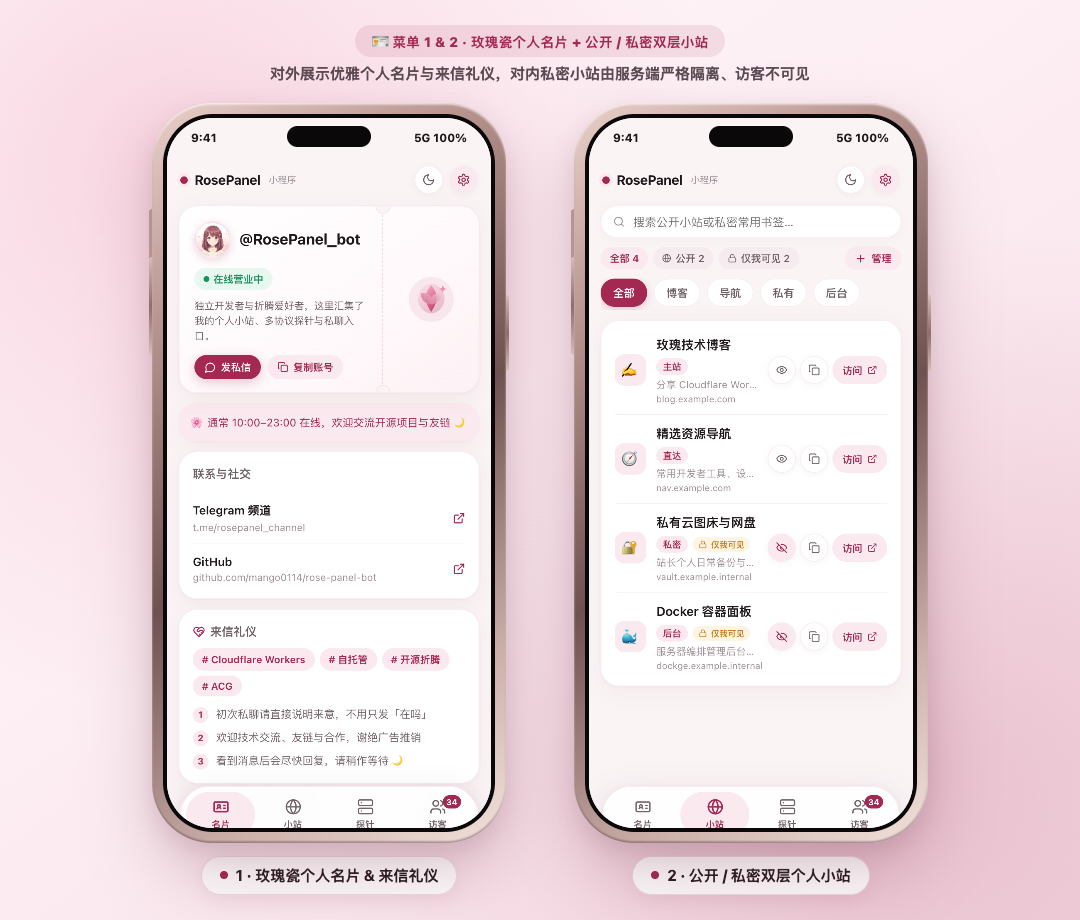 菜单 1 & 2 · 玫瑰瓷个人名片 + 公开 / 私密双层小站
对外展示优雅个人名片与来信礼仪，对内私密小站由服务端严格隔离、访客不可见
9:41
5G 100%
RosePanel 小程序
@RosePanel_bot
在线营业中
独立开发者与折腾爱好者，这里汇集了
我的个人小站、多协议探针与私聊入
口。
发私信
复制账号
🌸 通常 10:00–23:00 在线，欢迎交流开源项目与友链 🌙
联系与社交
Telegram 频道
t.me/rosepanel_channel
GitHub
github.com/mango0114/rose-panel-bot
来信礼仪
# Cloudflare Workers
# 自托管
# 开源折腾
# ACG
1 初次私聊请直接说明来意，不用只发「在吗」
2 欢迎技术交流、友链与合作，谢绝广告推销
3 看到消息后会尽快回复，请稍作等待 🌙
名片
小站
探针
34
访客
1 · 玫瑰瓷个人名片 & 来信礼仪
9:41
5G 100%
RosePanel 小程序
搜索公开小站或私密常用书签...
全部 4
公开 2
仅我可见 2
管理
全部
博客
导航
私有
后台
玫瑰技术博客
主站
分享 Cloudflare Wor...
blog.example.com
访问
精选资源导航
直达
常用开发者工具、设...
nav.example.com
访问
私有云图床与网盘
私密
仅我可见
站长个人日常备份与...
vault.example.internal
访问
Docker 容器面板
后台
仅我可见
服务器编排管理后台...
dockge.example.internal
访问
名片
小站
探针
34
访客
2 · 公开 / 私密双层个人小站